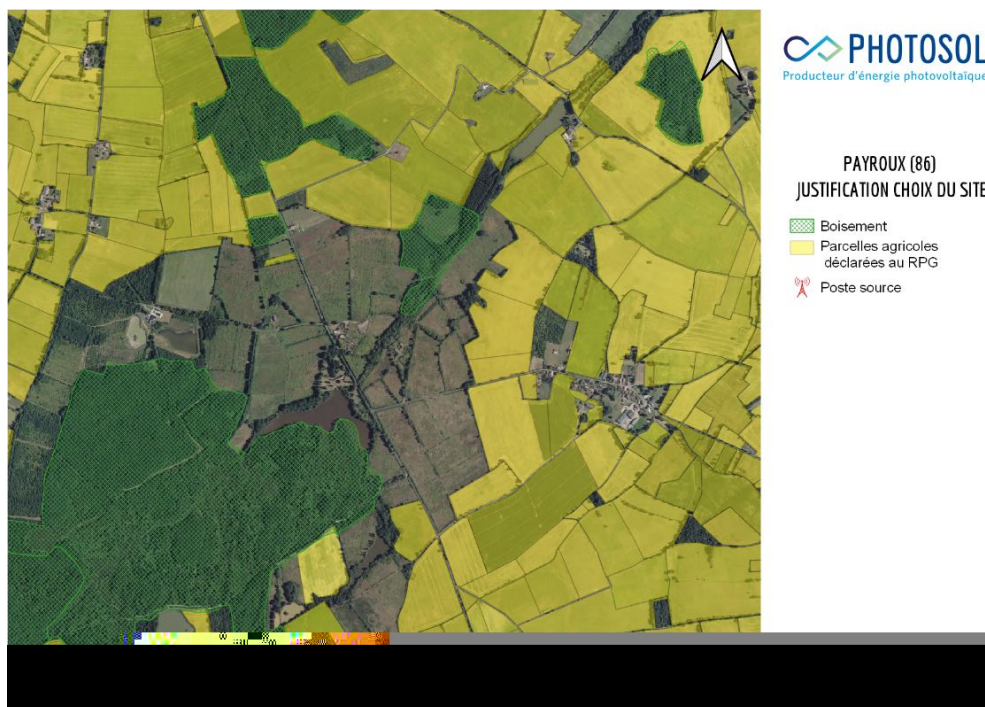 PHOTOSOL
Producteur d'énergie photovoltaïque
PAYROUX (86)
JUSTIFICATION CHOIX DU SITE
Boisement
Parcelles agricoles
déclarées au RPG
Poste source